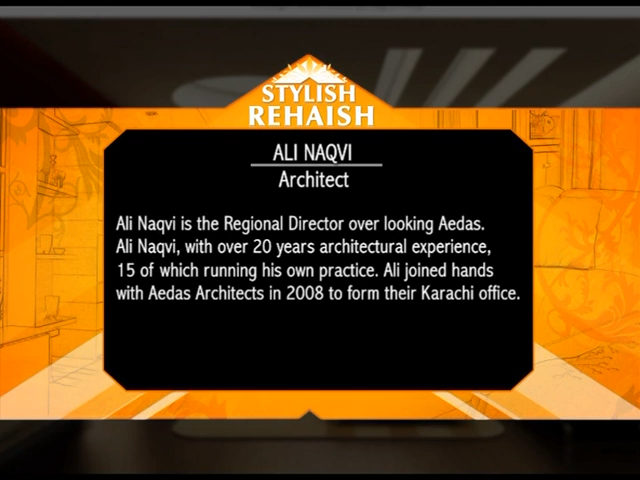 STYLISH
REHAISH
ALI NAQVI
Architect
Ali Naqvi is the Regional Director over looking Aedas.
Ali Naqvi, with over 20 years architectural experience,
15 of which running his own practice. Ali joined hands
with Aedas Architects in 2008 to form their Karachi office.